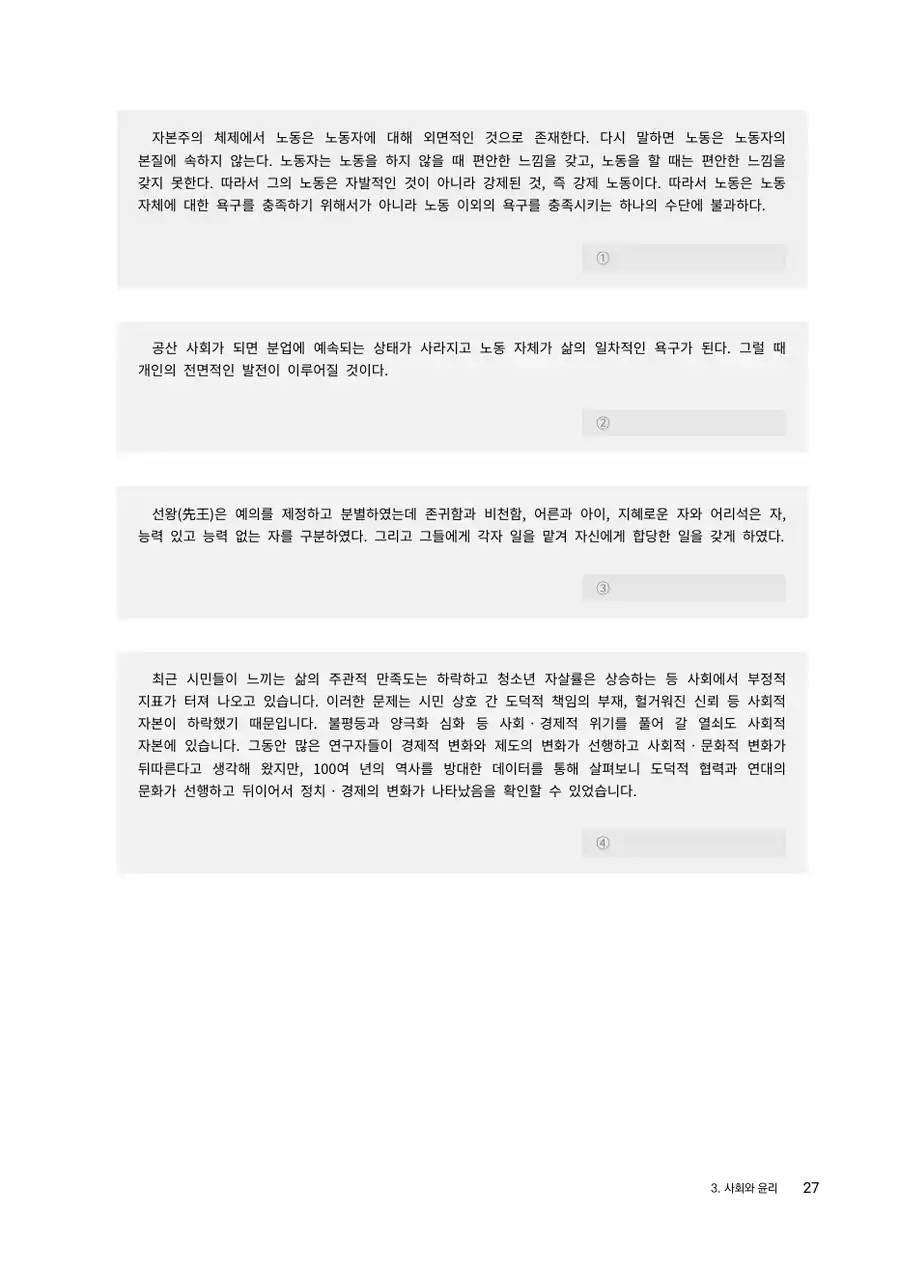 자본주의 체제에서 노동은 노동자에 대해 외면적인 것으로 존재한다. 다시 말하면 노동은 노동자의
본질에 속하지 않는다. 노동자는 노동을 하지 않을 때 편안한 느낌을 갖고, 노동을 할 때는 편안한 느낌을
갖지 못한다. 따라서 그의 노동은 자발적인 것이 아니라 강제된 것, 즉 강제 노동이다. 따라서 노동은 노동
자체에 대한 욕구를 충족하기 위해서가 아니라 노동 이외의 욕구를 충족시키는 하나의 수단에 불과하다.
①
공산 사회가 되면 분업에 예속되는 상태가 사라지고 노동 자체가 삶의 일차적인 욕구가 된다. 그럴 때
개인의 전면적인 발전이 이루어질 것이다.
②
선왕(先王)은 예의를 제정하고 분별하였는데 존귀함과 비천함, 어른과 아이, 지혜로운 자와 어리석은 자,
능력 있고 능력 없는 자를 구분하였다. 그리고 그들에게 각자 일을 맡겨 자신에게 합당한 일을 갖게 하였다.
③
최근 시민들이 느끼는 삶의 주관적 만족도는 하락하고 청소년 자살률은 상승하는 등 사회에서 부정적
지표가 터져 나오고 있습니다. 이러한 문제는 시민 상호 간 도덕적 책임의 부재, 헐거워진 신뢰 등 사회적
자본이 하락했기 때문입니다. 불평등과 양극화 심화 등 사회·경제적 위기를 풀어 갈 열쇠도 사회적
자본에 있습니다. 그동안 많은 연구자들이 경제적 변화와 제도의 변화가 선행하고 사회적·문화적 변화가
뒤따른다고 생각해 왔지만, 100여 년의 역사를 방대한 데이터를 통해 살펴보니 도덕적 협력과 연대의
문화가 선행하고 뒤이어서 정치·경제의 변화가 나타났음을 확인할 수 있었습니다.
④
3. 사회와 윤리 27